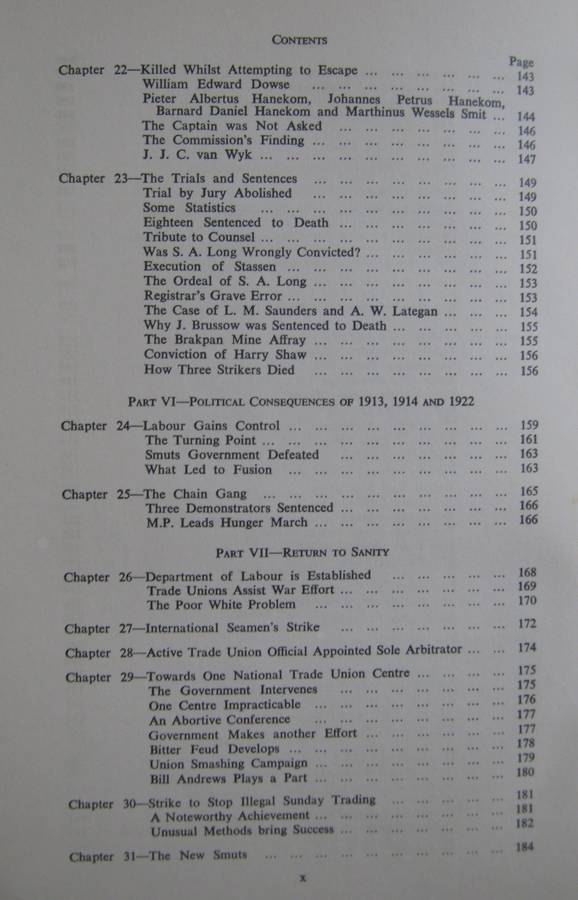 CONTENTS
Page
Chapter 22—Killed Whilst Attempting to Escape ... ... ... ... ... ... 143
William Edward Dowse ... ... ... ... ... ... ... ... 143
Pieter Albertus Hanekom, Johannes Petrus Hanekom,
Barnard Daniel Hanekom and Marthinus Wessels Smit ... 144
The Captain was Not Asked ... ... ... ... ... ... ... 146
The Commission's Finding ... ... ... ... ... ... ... ... 146
J. J. C. van Wyk ... ... ... ... ... ... ... ... ... ... 147
Chapter 23—The Trials and Sentences ... ... ... ... ... ... ... ... 149
Trial by Jury Abolished ... ... ... ... ... ... ... ... 149
Some Statistics ... ... ... ... ... ... ... ... ... ... 150
Eighteen Sentenced to Death ... ... ... ... ... ... ... 150
Tribute to Counsel ... ... ... ... ... ... ... ... ... ... 151
Was S. A. Long Wrongly Convicted? ... ... ... ... ... ... 151
Execution of Stassen ... ... ... ... ... ... ... ... ... 152
The Ordeal of S. A. Long ... ... ... ... ... ... ... ... 153
Registrar's Grave Error ... ... ... ... ... ... ... ... ... 153
The Case of L. M. Saunders and A. W. Lategan ... ... ... 154
Why J. Brussow was Sentenced to Death ... ... ... ... ... 155
The Brakpan Mine Affray ... ... ... ... ... ... ... ... 155
Conviction of Harry Shaw ... ... ... ... ... ... ... ... 156
How Three Strikers Died ... ... ... ... ... ... ... ... 156
PART VI—POLITICAL CONSEQUENCES OF 1913, 1914 AND 1922
Chapter 24—Labour Gains Control ... ... ... ... ... ... ... ... ... 159
The Turning Point ... ... ... ... ... ... ... ... ... ... 161
Smuts Government Defeated ... ... ... ... ... ... ... 163
What Led to Fusion ... ... ... ... ... ... ... ... ... 163
Chapter 25—The Chain Gang ... ... ... ... ... ... ... ... ... ... 165
Three Demonstrators Sentenced ... ... ... ... ... ... ... 166
M.P. Leads Hunger March ... ... ... ... ... ... ... ... 166
PART VII—RETURN TO SANITY
Chapter 26—Department of Labour is Established ... ... ... ... ... 168
Trade Unions Assist War Effort ... ... ... ... ... ... ... 169
The Poor White Problem ... ... ... ... ... ... ... ... 170
Chapter 27—International Seamen's Strike ... ... ... ... ... ... ... 172
Chapter 28—Active Trade Union Official Appointed Sole Arbitrator ... ... 174
Chapter 29—Towards One National Trade Union Centre ... ... ... ... 175
The Government Intervenes ... ... ... ... ... ... ... 175
One Centre Impracticable ... ... ... ... ... ... ... ... 176
An Abortive Conference ... ... ... ... ... ... ... ... 177
Government Makes another Effort ... ... ... ... ... ... 177
Bitter Feud Develops ... ... ... ... ... ... ... ... ... 178
Union Smashing Campaign ... ... ... ... ... ... ... ... 179
Bill Andrews Plays a Part ... ... ... ... ... ... ... ... 180
Chapter 30—Strike to Stop Illegal Sunday Trading ... ... ... ... ... 181
A Noteworthy Achievement ... ... ... ... ... ... ... ... 181
Unusual Methods bring Success ... ... ... ... ... ... ... 182
Chapter 31—The New Smuts ... ... ... ... ... ... ... ... ... ... 184
x